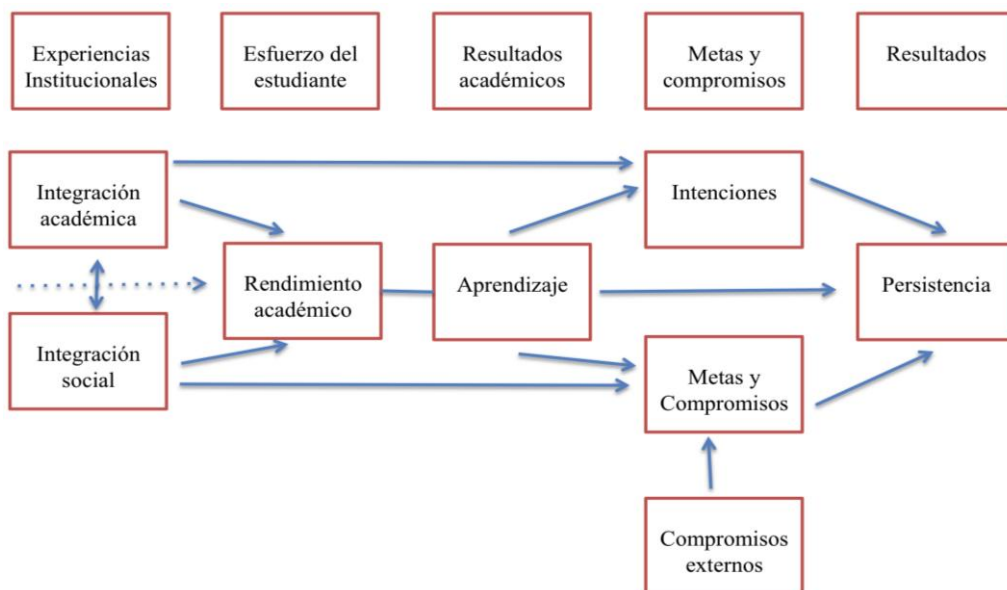 Experiencias
Institucionales
Esfuerzo del
estudiante
Resultados
académicos
Metas y
compromisos
Resultados
Integración
académica
Intenciones
Rendimiento
académico
Aprendizaje
Persistencia
Integración
social
Metas y
Compromisos
Compromisos
externos